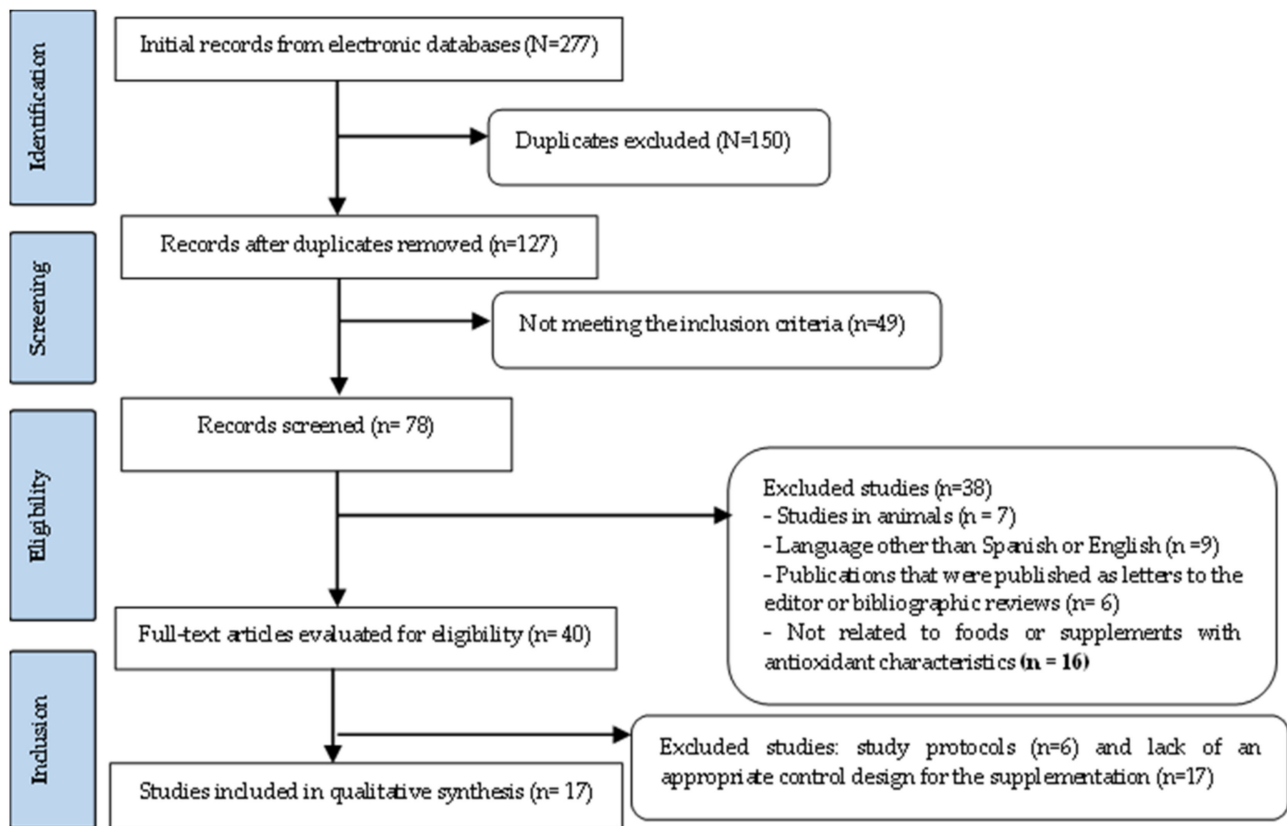 Identification
Initial records from electronic databases (N=277)
Duplicates excluded (N=150)
Records after duplicates removed (n=127)
Screening
Not meeting the inclusion criteria (n=49)
Records screened (n= 78)
Eligibility
Excluded studies (n=38)
- Studies in animals (n = 7)
- Language other than Spanish or English (n =9)
- Publications that were published as letters to the
editor or bibliographic reviews (n= 6)
- Not related to foods or supplements with
antioxidant characteristics (n = 16)
Full-text articles evaluated for eligibility (n= 40)
Inclusion
Excluded studies: study protocols (n=6) and lack of an
appropriate control design for the supplementation (n=17)
Studies included in qualitative synthesis (n= 17)